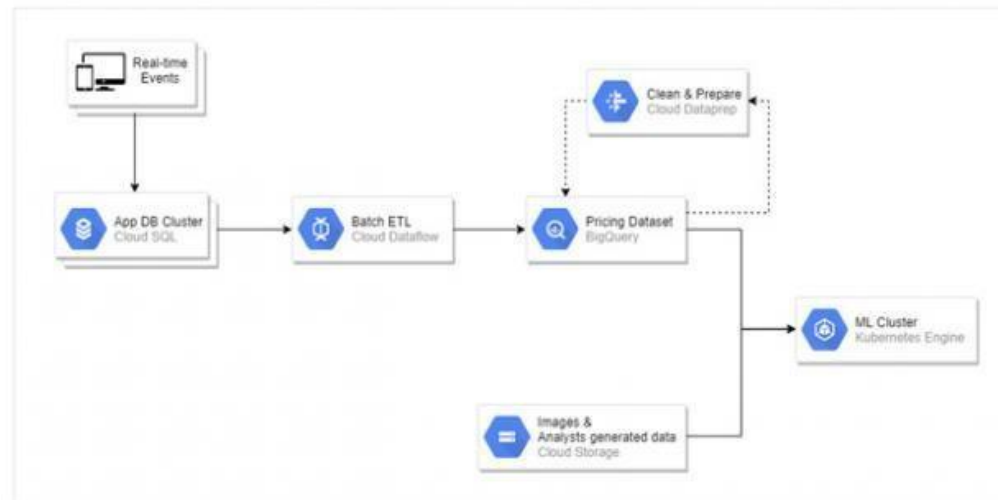 Real-time
Events
Clean & Prepare
Cloud Dataprep
App DB Cluster
Cloud SQL
Batch ETL
Cloud Dataflow
Pricing Dataset
BigQuery
ML Cluster
Kubernetes Engine
Images &
Analysts generated data
Cloud Storage